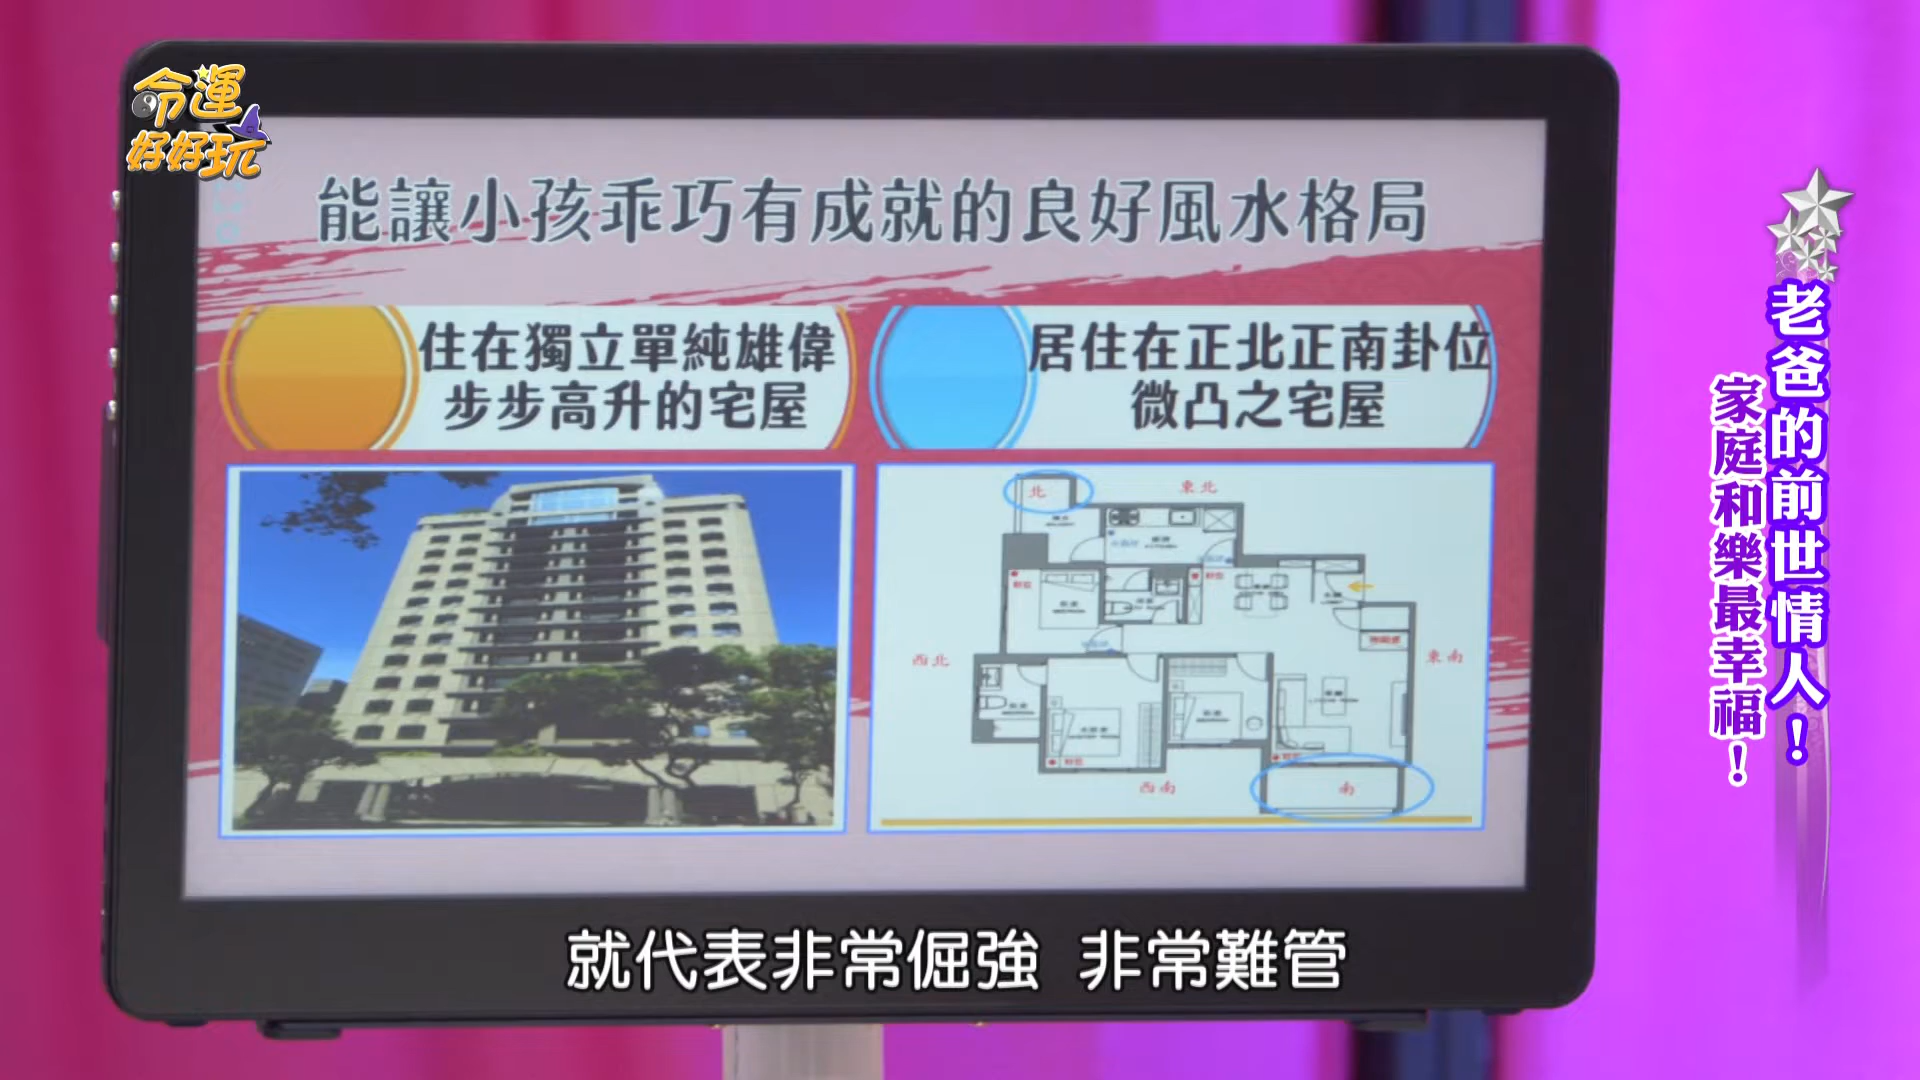 命運
好好玩
能讓小孩乖巧有成就的良好風水格局
住在獨立單純雄偉
步步高升的宅屋
居住在正北正南卦位
微凸之宅屋
北
東北
西北
東南
西南
南
老爸的前世情人！
家庭和樂最幸福！
就代表非常倔強 非常難管